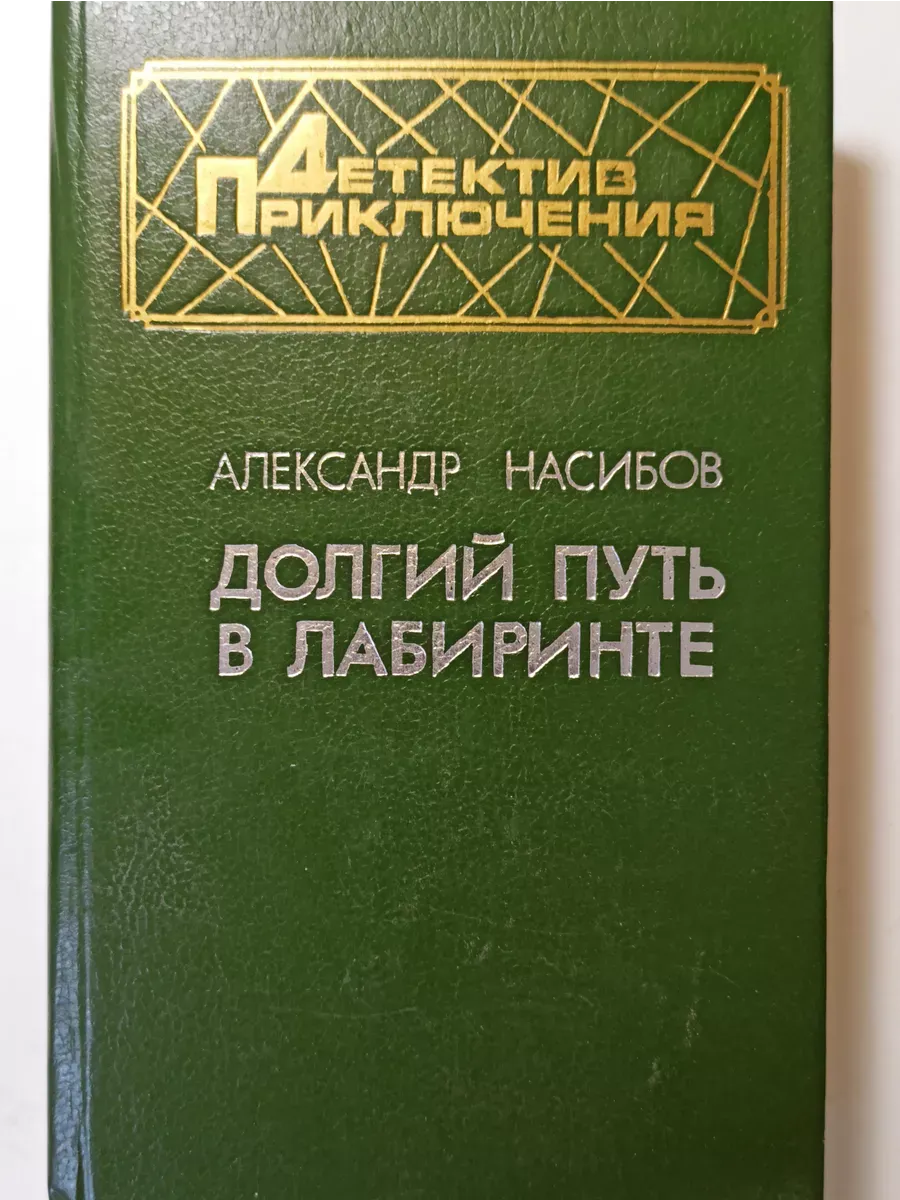 ДЕТЕКТИВ
ПРИКЛЮЧЕНИЯ
АЛЕКСАНДР НАСИБОВ
ДОЛГИЙ ПУТЬ
В ЛАБИРИНТЕ